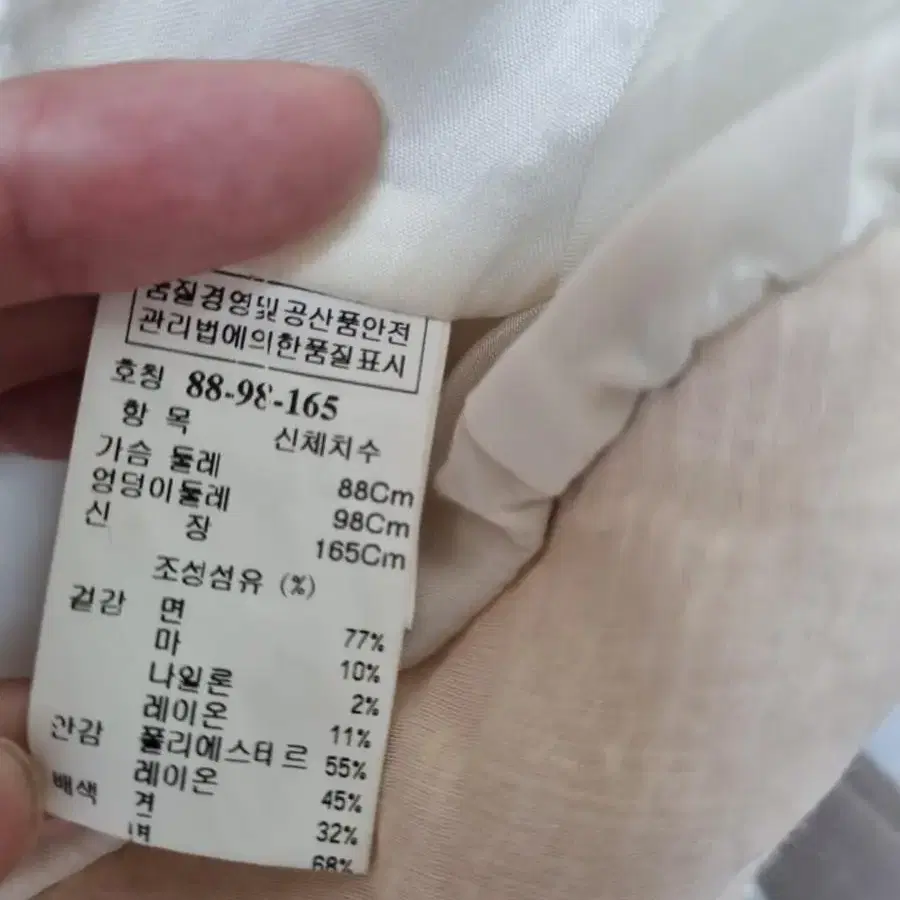 품질경영및공산품안전
관리법에의한품질표시
호칭 88-98-165
항 목 신체치수
가슴 둘레 88Cm
엉덩이둘레 98Cm
신 장 165Cm
조성섬유 (%)
겉감 면 77%
마 10%
나일론 2%
레이온 11%
안감 폴리에스테르 55%
레이온 45%
배색 견 32%
면 68%